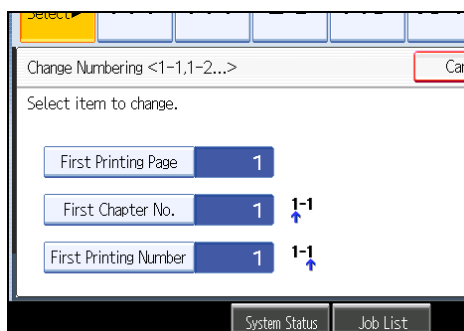 Select▶
Change Numbering <1-1,1-2...>
Can
Select item to change.
First Printing Page 1
First Chapter No. 1 1-1
First Printing Number 1 1-1
System Status Job List